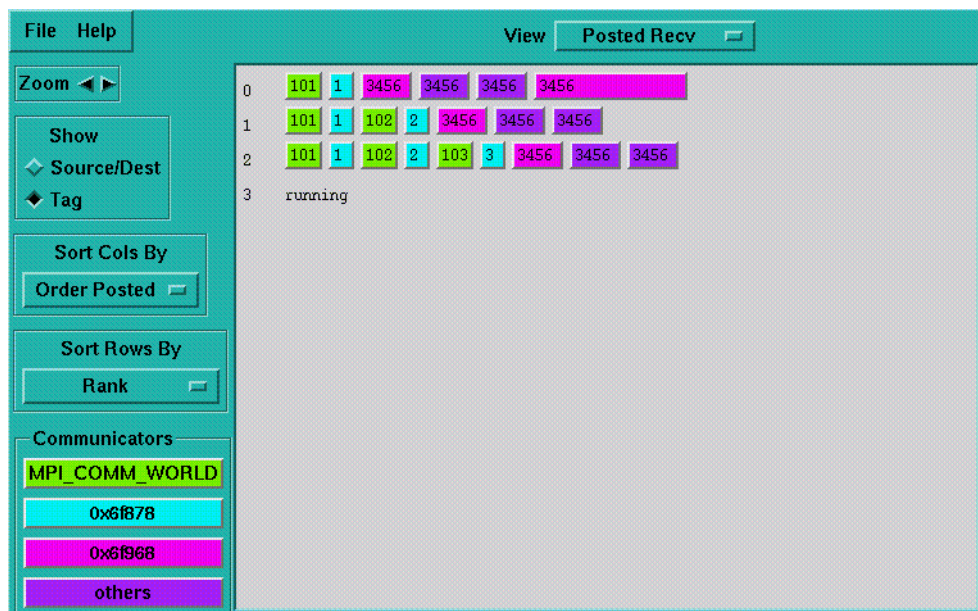 File Help
View Posted Recv
Zoom
Show
Source/Dest
Tag
Sort Cols By
Order Posted
Sort Rows By
Rank
Communicators
MPI_COMM_WORLD
0x6f878
0x6f968
others
0 101 1 3456 3456 3456 3456
1 101 1 102 2 3456 3456 3456
2 101 1 102 2 103 3 3456 3456 3456
3 running